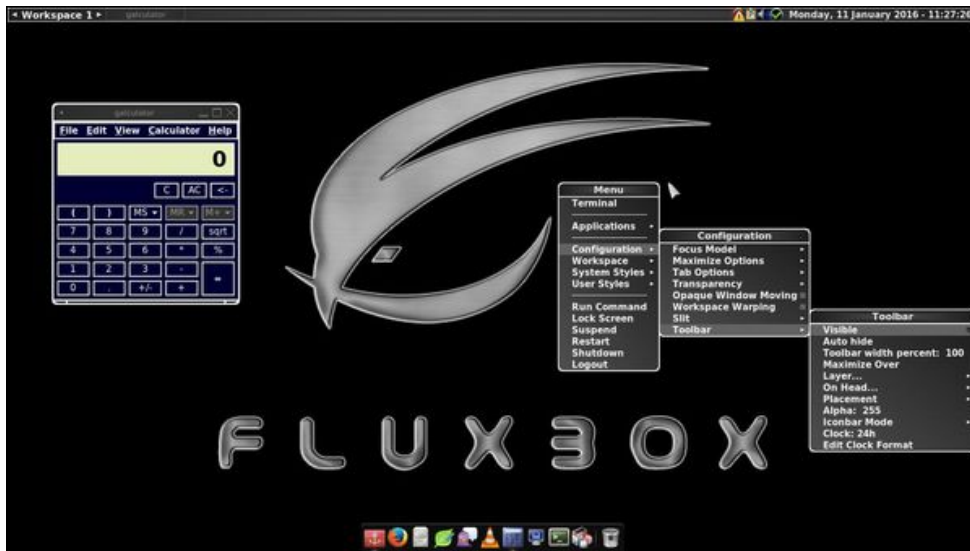 Workspace 1
galculator
Monday, 11 January 2016 - 11:27:26
galculator
File Edit View Calculator Help
0
C AC <-
( ) MS MR M+
7 8 9 / sqrt
4 5 6 * %
1 2 3 - =
0 . +/- +
Menu
Terminal
Applications
Configuration
Workspace
System Styles
User Styles
Run Command
Lock Screen
Suspend
Restart
Shutdown
Logout
Configuration
Focus Model
Maximize Options
Tab Options
Transparency
Opaque Window Moving
Workspace Warping
Slit
Toolbar
Toolbar
Visible
Auto hide
Toolbar width percent: 100
Maximize Over
Layer...
On Head...
Placement
Alpha: 255
Iconbar Mode
Clock: 24h
Edit Clock Format
FLUXBOX